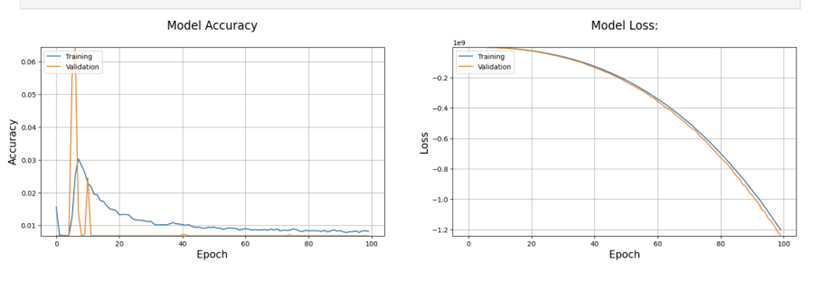 Model Accuracy
Training
Validation
0.06
0.05
0.04
0.03
0.02
0.01
Accuracy
0 20 40 60 80 100
Epoch
Model Loss:
1e9
Training
Validation
−0.2
−0.4
−0.6
−0.8
−1.0
−1.2
Loss
0 20 40 60 80 100
Epoch